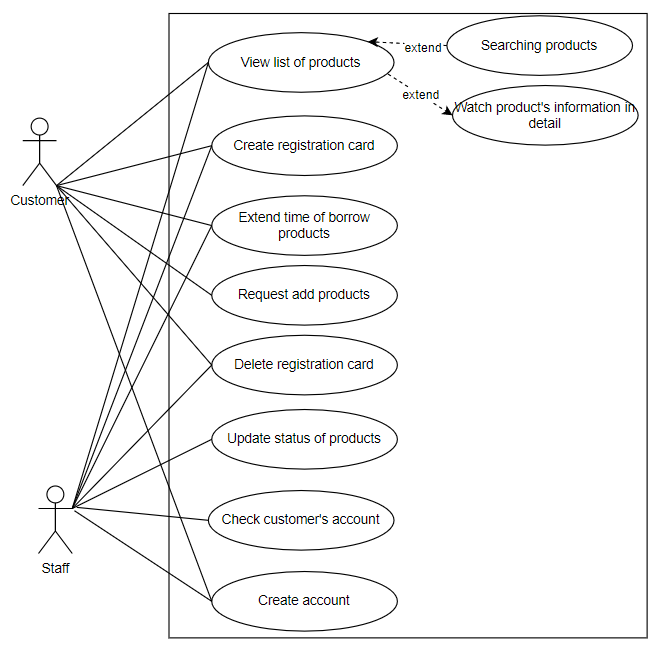 View list of products
extend
Searching products
extend
Watch product's information in
detail
Create registration card
Customer
Extend time of borrow
products
Request add products
Delete registration card
Update status of products
Check customer's account
Staff
Create account